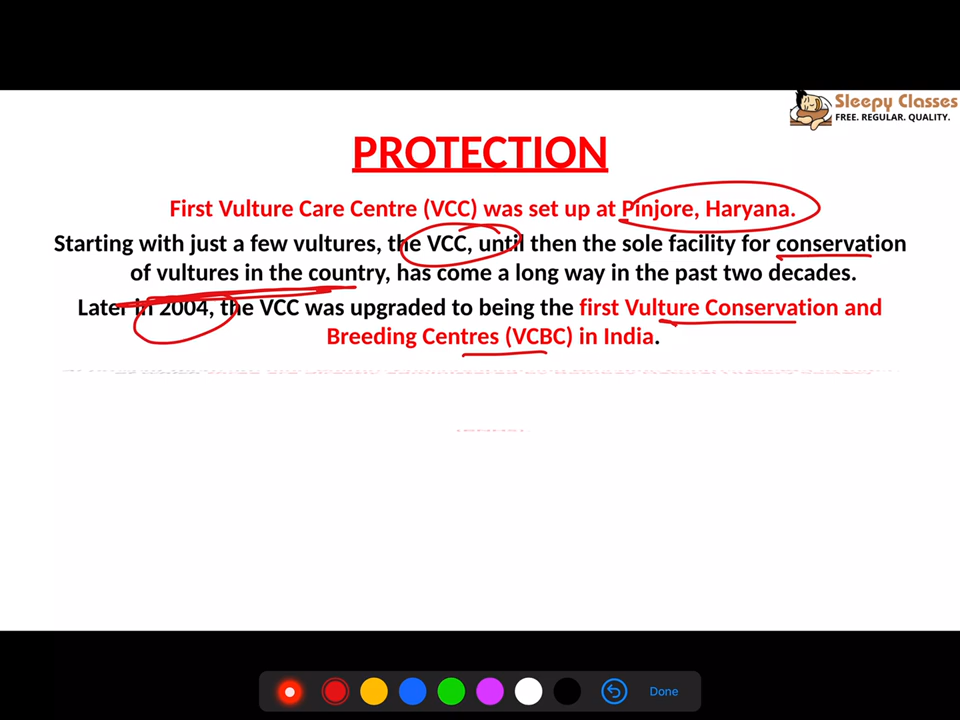 Sleepy Classes
FREE. REGULAR. QUALITY.
PROTECTION
First Vulture Care Centre (VCC) was set up at Pinjore, Haryana.
Starting with just a few vultures, the VCC, until then the sole facility for conservation
of vultures in the country, has come a long way in the past two decades.
Later in 2004, the VCC was upgraded to being the first Vulture Conservation and
Breeding Centres (VCBC) in India.
Done